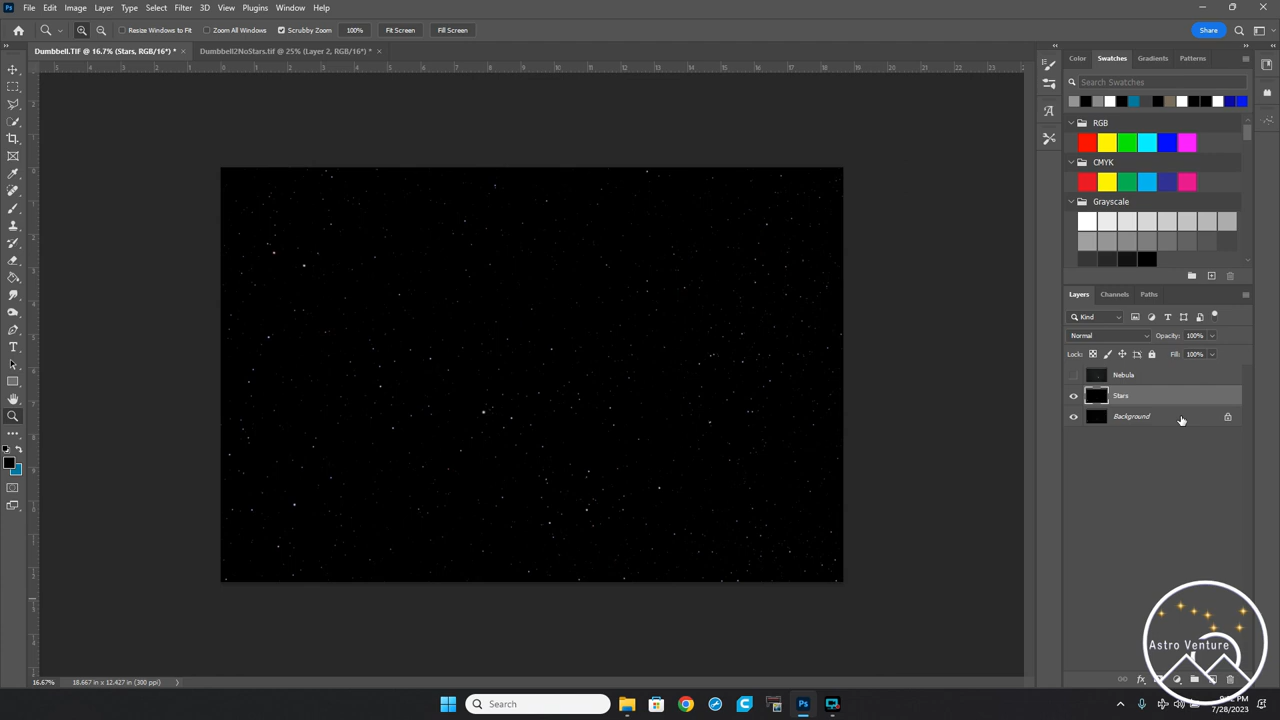 Ps File Edit Image Layer Type Select Filter 3D View Plugins Window Help
Resize Windows to Fit Zoom All Windows Scrubby Zoom 100% Fit Screen Fill Screen Share
Dumbbell.TIF @ 16.7% (Stars, RGB/16*) * × Dumbbell2NoStars.tif @ 25% (Layer 2, RGB/16*) * ×
Color Swatches Gradients Patterns
Search Swatches
RGB
CMYK
Grayscale
Layers Channels Paths
Kind
Normal Opacity: 100%
Lock: Fill: 100%
Nebula
Stars
Background
Astro Venture
16.67% 18.667 in x 12.427 in (300 ppi)
Search
7/28/2023